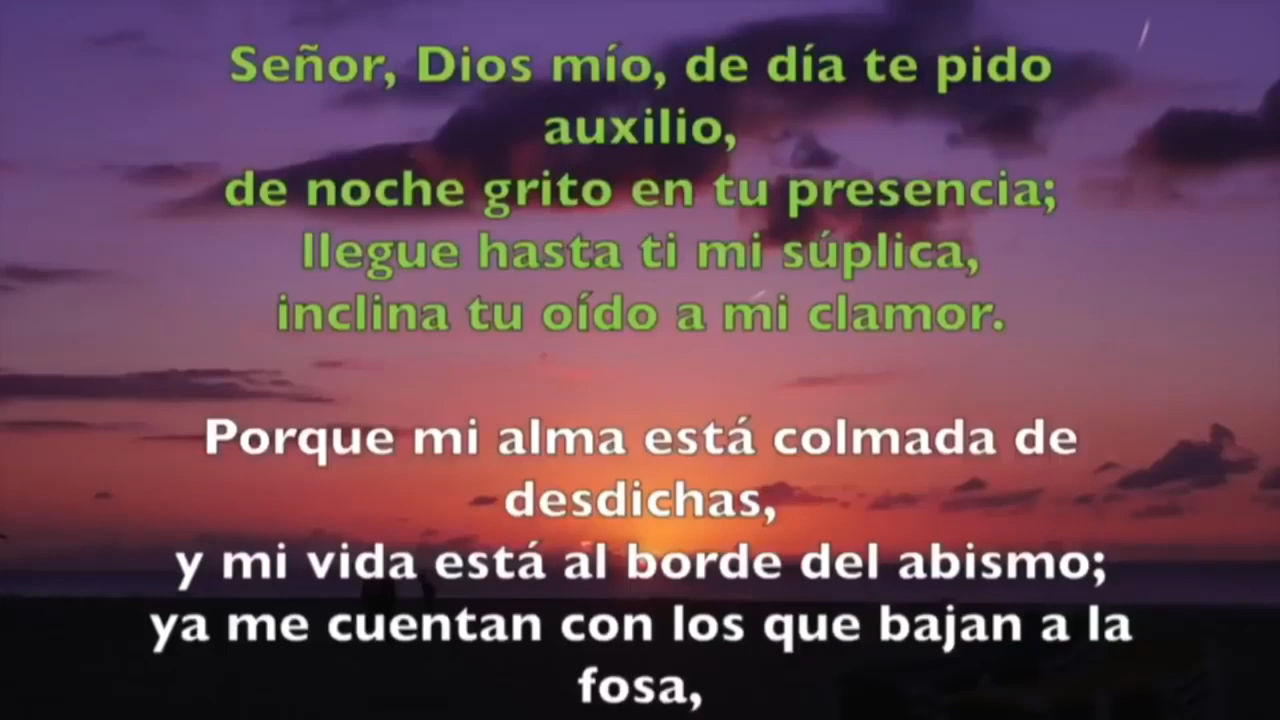 Señor, Dios mío, de día te pido
auxilio,
de noche grito en tu presencia;
llegue hasta ti mi súplica,
inclina tu oído a mi clamor.
Porque mi alma está colmada de
desdichas,
y mi vida está al borde del abismo;
ya me cuentan con los que bajan a la
fosa,